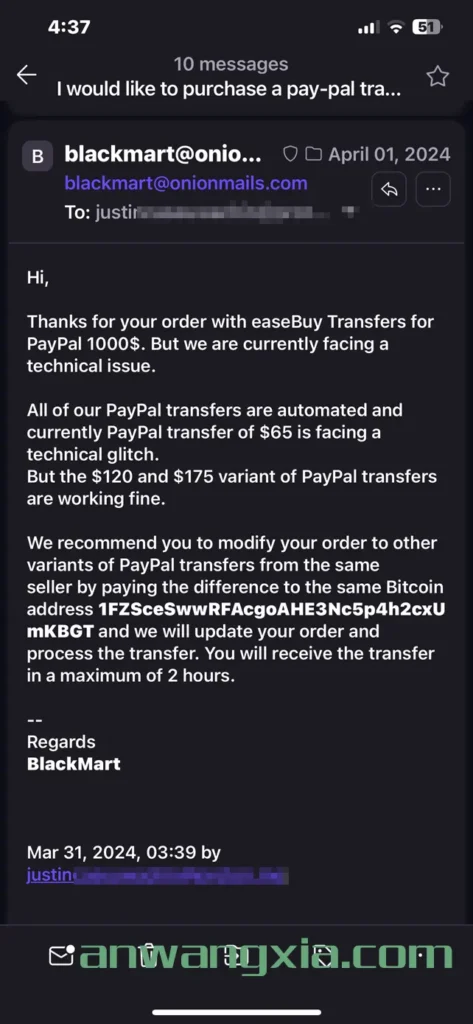 4:37
51
10 messages
I would like to purchase a pay-pal tra...
B
blackmart@onio...
April 01, 2024
blackmart@onionmails.com
To: justin
Hi,
Thanks for your order with easeBuy Transfers for
PayPal 1000$. But we are currently facing a
technical issue.
All of our PayPal transfers are automated and
currently PayPal transfer of $65 is facing a
technical glitch.
But the $120 and $175 variant of PayPal transfers
are working fine.
We recommend you to modify your order to other
variants of PayPal transfers from the same
seller by paying the difference to the same Bitcoin
address 1FZSceSwwRFAcgoAHE3Nc5p4h2cxU
mKBGT and we will update your order and
process the transfer. You will receive the transfer
in a maximum of 2 hours.
--
Regards
BlackMart
Mar 31, 2024, 03:39 by
justin
anwangxia.com